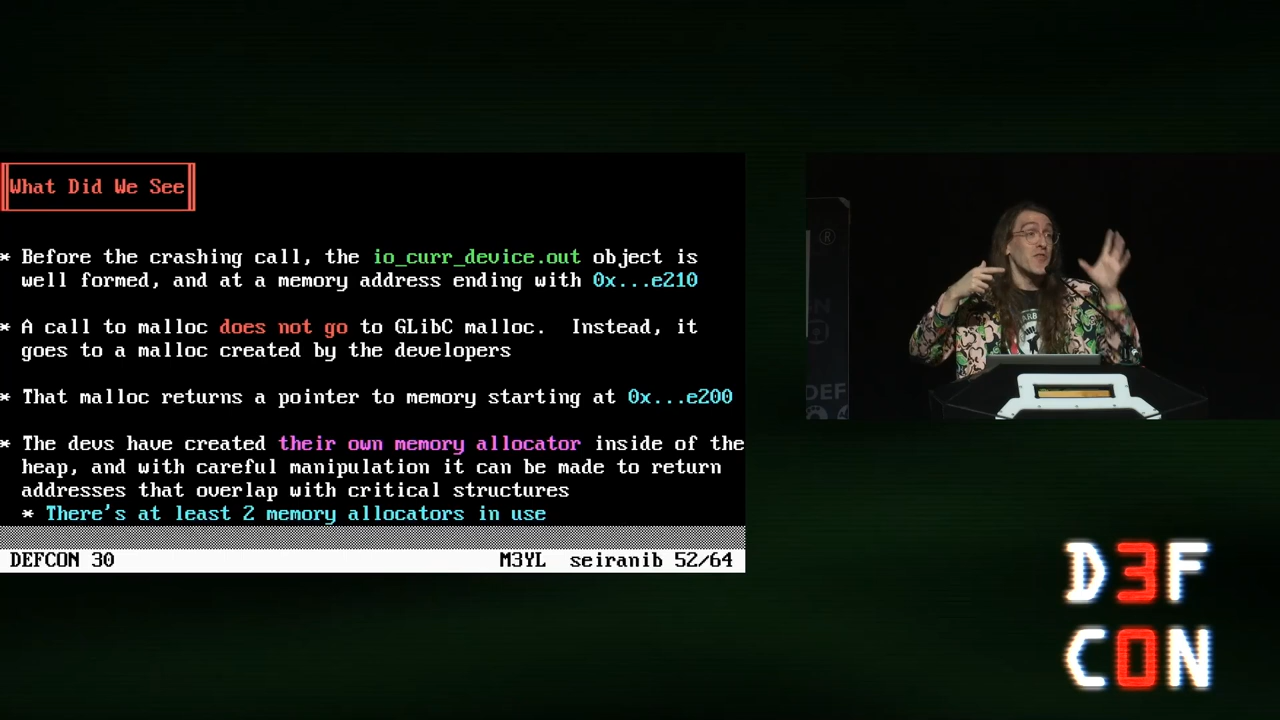 What Did We See
* Before the crashing call, the io_curr_device.out object is
well formed, and at a memory address ending with 0x...e210
* A call to malloc does not go to GLibC malloc.  Instead, it
goes to a malloc created by the developers
* That malloc returns a pointer to memory starting at 0x...e200
* The devs have created their own memory allocator inside of the
heap, and with careful manipulation it can be made to return
addresses that overlap with critical structures
* There's at least 2 memory allocators in use
DEFCON 30 M3YL seiranib 52/64
®
DEF
D3F
C0N